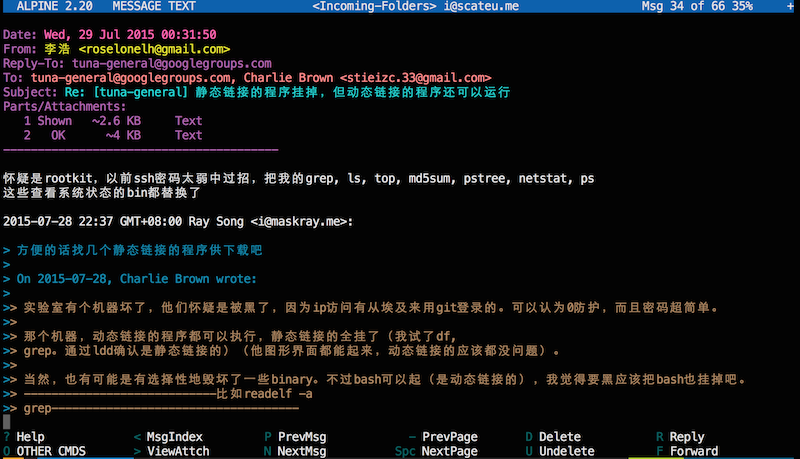 ALPINE 2.20   MESSAGE TEXT                <Incoming-Folders> i@scateu.me                Msg 34 of 66 35%      +
Date: Wed, 29 Jul 2015 00:31:50
From: 李浩 <roselonelh@gmail.com>
Reply-To: tuna-general@googlegroups.com
To: tuna-general@googlegroups.com, Charlie Brown <stieizc.33@gmail.com>
Subject: Re: [tuna-general] 静态链接的程序挂掉，但动态链接的程序还可以运行
Parts/Attachments:
   1 Shown   ~2.6 KB     Text
   2   OK      ~4 KB     Text
----------------------------------------
怀疑是rootkit，以前ssh密码太弱中过招，把我的grep, ls, top, md5sum, pstree, netstat, ps
这些查看系统状态的bin都替换了
2015-07-28 22:37 GMT+08:00 Ray Song <i@maskray.me>:
> 方便的话找几个静态链接的程序供下载吧
>
> On 2015-07-28, Charlie Brown wrote:
>
>> 实验室有个机器坏了，他们怀疑是被黑了，因为ip访问有从埃及来用git登录的。可以认为0防护，而且密码超简单。
>>
>> 那个机器，动态链接的程序都可以执行，静态链接的全挂了（我试了df,
>> grep。通过ldd确认是静态链接的）（他图形界面都能起来，动态链接的应该都没问题）。
>>
>> 当然，也有可能是有选择性地毁坏了一些binary。不过bash可以起（是动态链接的），我觉得要黑应该把bash也挂掉吧。
>> ----------------------------比如readelf -a
>> grep------------------------------------
? Help          < MsgIndex      P PrevMsg       - PrevPage      D Delete        R Reply
O OTHER CMDS    > ViewAttch     N NextMsg       Spc NextPage    U Undelete      F Forward